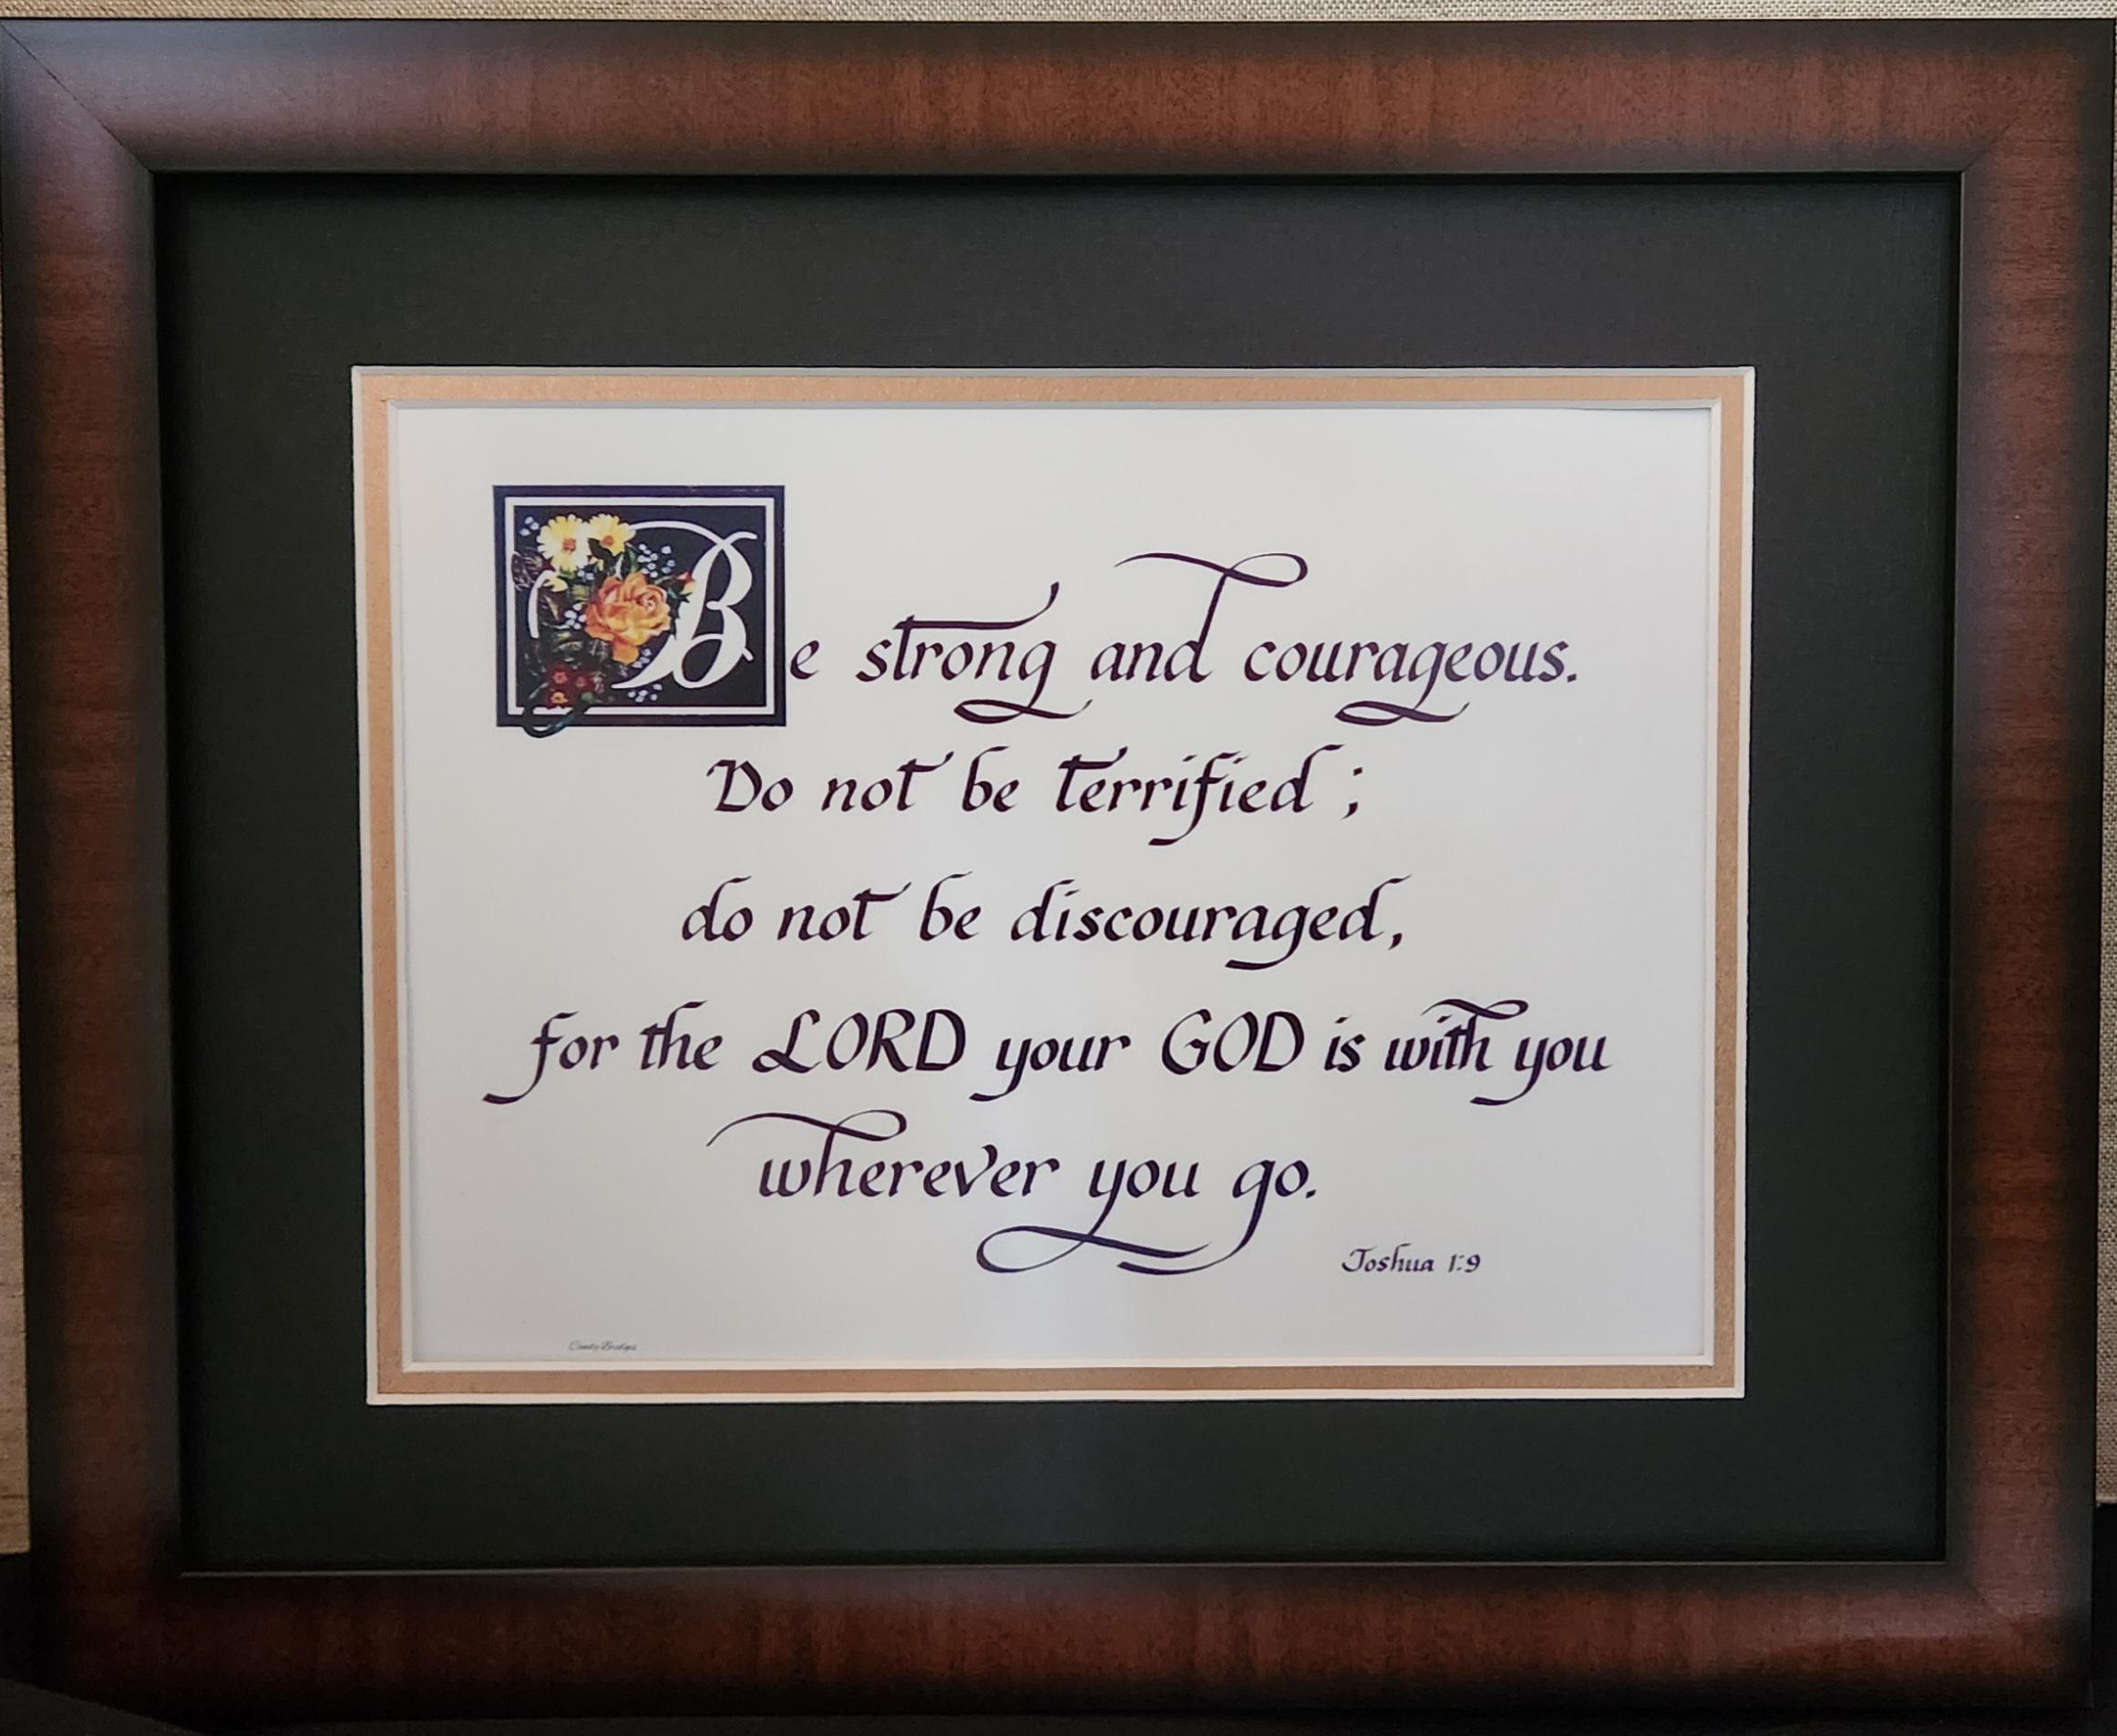 Be strong and courageous.
Do not be terrified;
do not be discouraged,
for the LORD your GOD is with you
wherever you go.
Joshua 1:9